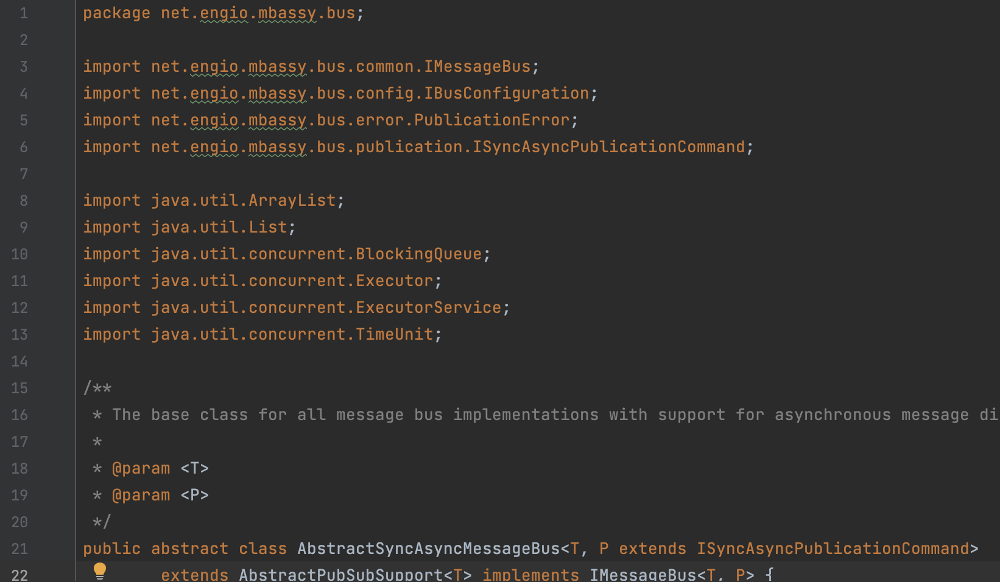 1 package net.engio.mbassy.bus;
2
3 import net.engio.mbassy.bus.common.IMessageBus;
4 import net.engio.mbassy.bus.config.IBusConfiguration;
5 import net.engio.mbassy.bus.error.PublicationError;
6 import net.engio.mbassy.bus.publication.ISyncAsyncPublicationCommand;
7
8 import java.util.ArrayList;
9 import java.util.List;
10 import java.util.concurrent.BlockingQueue;
11 import java.util.concurrent.Executor;
12 import java.util.concurrent.ExecutorService;
13 import java.util.concurrent.TimeUnit;
14
15 /**
16  * The base class for all message bus implementations with support for asynchronous message di
17  *
18  * @param <T>
19  * @param <P>
20  */
21 public abstract class AbstractSyncAsyncMessageBus<T, P extends ISyncAsyncPublicationCommand>
22         extends AbstractPubSubSupport<T> implements IMessageBus<T, P> {